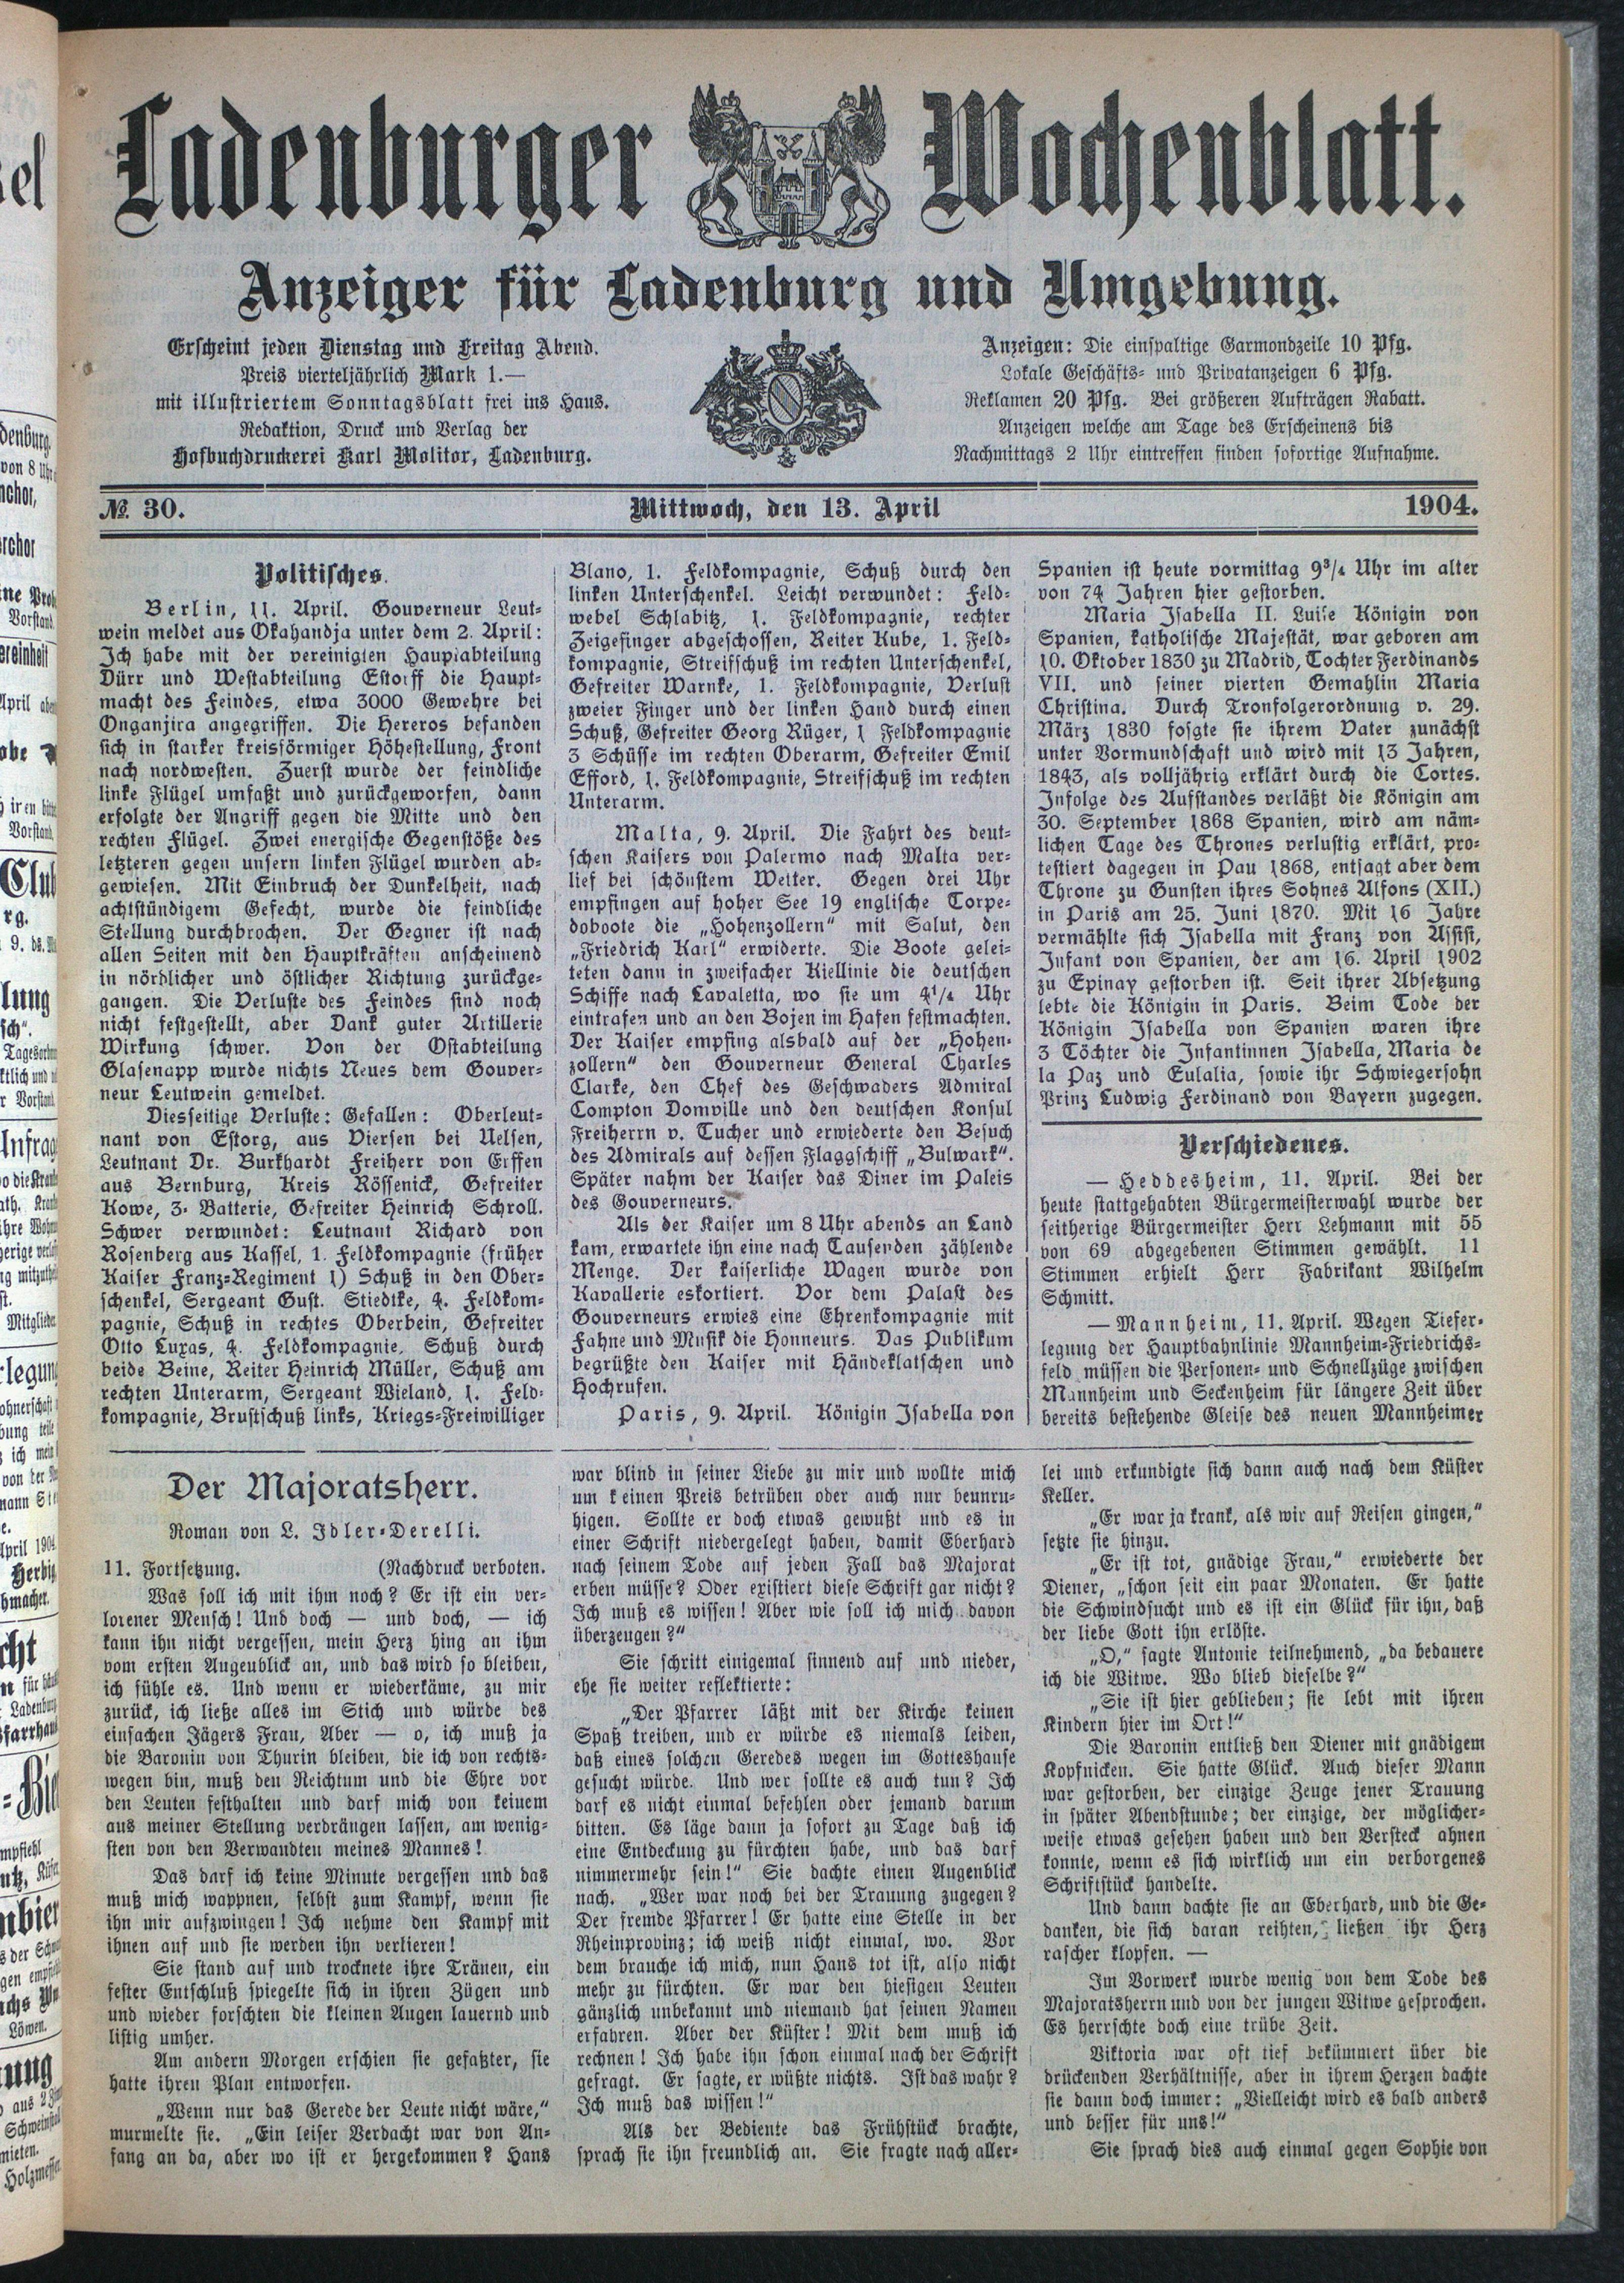 Ladenburger Wochenblatt.
Anzeiger für Ladenburg und Umgebung.
Erscheint jeden Dienstag und Freitag Abend.
Preis vierteljährlich Mark 1.—
mit illustriertem Sonntagsblatt frei ins Haus.
Redaktion, Druck und Verlag der
Hofbuchdruckerei Karl Molitor, Ladenburg.
Anzeigen: Die einspaltige Garmondzeile 10 Pfg.
Lokale Geschäfts- und Privatanzeigen 6 Pfg.
Reklamen 20 Pfg. Bei größeren Aufträgen Rabatt.
Anzeigen welche am Tage des Erscheinens bis
Nachmittags 2 Uhr eintreffen finden sofortige Aufnahme.
№ 30. Mittwoch, den 13. April 1904.
Politisches.
Berlin, 11. April. Gouverneur Leut-
wein meldet aus Okahandja unter dem 2. April:
Ich habe mit der vereinigten Hauptabteilung
Dürr und Westabteilung Estorff die Haupt-
macht des Feindes, etwa 3000 Gewehre bei
Onganjira angegriffen. Die Hereros befanden
sich in starker kreisförmiger Höhestellung, Front
nach nordwesten. Zuerst wurde der feindliche
linke Flügel umfaßt und zurückgeworfen, dann
erfolgte der Angriff gegen die Mitte und den
rechten Flügel. Zwei energische Gegenstöße des
letzteren gegen unsern linken Flügel wurden ab-
gewiesen. Mit Einbruch der Dunkelheit, nach
achtstündigem Gefecht, wurde die feindliche
Stellung durchbrochen. Der Gegner ist nach
allen Seiten mit den Hauptkräften anscheinend
in nördlicher und östlicher Richtung zurückge-
gangen. Die Verluste des Feindes sind noch
nicht festgestellt, aber Dank guter Artillerie
Wirkung schwer. Von der Ostabteilung
Glasenapp wurde nichts Neues dem Gouver-
neur Leutwein gemeldet.
Diesseitige Verluste: Gefallen: Oberleut-
nant von Estorg, aus Viersen bei Uelsen,
Leutnant Dr. Burkhardt Freiherr von Erffen
aus Bernburg, Kreis Rössenick, Gefreiter
Kowe, 3. Batterie, Gefreiter Heinrich Schroll.
Schwer verwundet: Leutnant Richard von
Rosenberg aus Kassel, 1. Feldkompagnie (früher
Kaiser Franz-Regiment 1) Schuß in den Ober-
schenkel, Sergeant Gust. Stiedtke, 4. Feldkom-
pagnie, Schuß in rechtes Oberbein, Gefreiter
Otto Luxas, 4. Feldkompagnie, Schuß durch
beide Beine, Reiter Heinrich Müller, Schuß am
rechten Unterarm, Sergeant Wieland, 1. Feld-
kompagnie, Brustschuß links, Kriegs-Freiwilliger
Blano, 1. Feldkompagnie, Schuß durch den
linken Unterschenkel. Leicht verwundet: Feld-
webel Schlabitz, 1. Feldkompagnie, rechter
Zeigefinger abgeschossen, Reiter Kube, 1. Feld-
kompagnie, Streifschuß im rechten Unterschenkel,
Gefreiter Warnke, 1. Feldkompagnie, Verlust
zweier Finger und der linken Hand durch einen
Schuß, Gefreiter Georg Rüger, 1 Feldkompagnie
3 Schüsse im rechten Oberarm, Gefreiter Emil
Efford, 1. Feldkompagnie, Streifschuß im rechten
Unterarm.
Malta, 9. April. Die Fahrt des deut-
schen Kaisers von Palermo nach Malta ver-
lief bei schönstem Wetter. Gegen drei Uhr
empfingen auf hoher See 19 englische Torpe-
doboote die „Hohenzollern“ mit Salut, den
„Friedrich Karl“ erwiderte. Die Boote gelei-
teten dann in zweifacher Kiellinie die deutschen
Schiffe nach Lavaletta, wo sie um 4¼ Uhr
eintrafen und an den Bojen im Hafen festmachten.
Der Kaiser empfing alsbald auf der „Hohen-
zollern“ den Gouverneur General Charles
Clarke, den Chef des Geschwaders Admiral
Compton Domville und den deutschen Konsul
Freiherrn v. Tucher und erwiederte den Besuch
des Admirals auf dessen Flaggschiff „Bulwark“.
Später nahm der Kaiser das Diner im Paleis
des Gouverneurs.
Als der Kaiser um 8 Uhr abends an Land
kam, erwartete ihn eine nach Tausenden zählende
Menge. Der kaiserliche Wagen wurde von
Kavallerie eskortiert. Vor dem Palast des
Gouverneurs erwies eine Ehrenkompagnie mit
Fahne und Musik die Honneurs. Das Publikum
begrüßte den Kaiser mit Händeklatschen und
Hochrufen.
Paris, 9. April. Königin Isabella von
Spanien ist heute vormittag 9¾ Uhr im alter
von 74 Jahren hier gestorben.
Maria Isabella II. Luise Königin von
Spanien, katholische Majestät, war geboren am
10. Oktober 1830 zu Madrid, Tochter Ferdinands
VII. und seiner vierten Gemahlin Maria
Christina. Durch Tronfolgerordnung v. 29.
März 1830 fosgte sie ihrem Vater zunächst
unter Vormundschaft und wird mit 13 Jahren,
1843, als volljährig erklärt durch die Cortes.
Infolge des Aufstandes verläßt die Königin am
30. September 1868 Spanien, wird am näm-
lichen Tage des Thrones verlustig erklärt, pro-
testiert dagegen in Pau 1868, entsagt aber dem
Throne zu Gunsten ihres Sohnes Alfons (XII.)
in Paris am 25. Juni 1870. Mit 16 Jahre
vermählte sich Isabella mit Franz von Assisi,
Infant von Spanien, der am 16. April 1902
zu Epinay gestorben ist. Seit ihrer Absetzung
lebte die Königin in Paris. Beim Tode der
Königin Isabella von Spanien waren ihre
3 Töchter die Infantinnen Isabella, Maria de
la Paz und Eulalia, sowie ihr Schwiegersohn
Prinz Ludwig Ferdinand von Bayern zugegen.
Verschiedenes.
— Heddesheim, 11. April. Bei der
heute stattgehabten Bürgermeisterwahl wurde der
seitherige Bürgermeister Herr Lehmann mit 55
von 69 abgegebenen Stimmen gewählt. 11
Stimmen erhielt Herr Fabrikant Wilhelm
Schmitt.
— Mannheim, 11. April. Wegen Tiefer-
legung der Hauptbahnlinie Mannheim-Friedrichs-
feld müssen die Personen- und Schnellzüge zwischen
Mannheim und Seckenheim für längere Zeit über
bereits bestehende Gleise des neuen Mannheimer
Der Majoratsherr.
Roman von L. Idler-Derelli.
11. Fortsetzung. (Nachdruck verboten.
Was soll ich mit ihm noch? Er ist ein ver-
lorener Mensch! Und doch — und doch, — ich
kann ihn nicht vergessen, mein Herz hing an ihm
vom ersten Augenblick an, und das wird so bleiben,
ich fühle es. Und wenn er wiederkäme, zu mir
zurück, ich ließe alles im Stich und würde des
einfachen Jägers Frau, Aber — o, ich muß ja
die Baronin von Thurin bleiben, die ich von rechts-
wegen bin, muß den Reichtum und die Ehre vor
den Leuten festhalten und darf mich von keinem
aus meiner Stellung verdrängen lassen, am wenig-
sten von den Verwandten meines Mannes!
Das darf ich keine Minute vergessen und das
muß mich wappnen, selbst zum Kampf, wenn sie
ihn mir aufzwingen! Ich nehme den Kampf mit
ihnen auf und sie werden ihn verlieren!
Sie stand auf und trocknete ihre Tränen, ein
fester Entschluß spiegelte sich in ihren Zügen und
und wieder forschten die kleinen Augen lauernd und
listig umher.
Am andern Morgen erschien sie gefaßter, sie
hatte ihren Plan entworfen.
„Wenn nur das Gerede der Leute nicht wäre,“
murmelte sie. „Ein leiser Verdacht war von An-
fang an da, aber wo ist er hergekommen? Hans
war blind in seiner Liebe zu mir und wollte mich
um keinen Preis betrüben oder auch nur beunru-
higen. Sollte er doch etwas gewußt und es in
einer Schrift niedergelegt haben, damit Eberhard
nach seinem Tode auf jeden Fall das Majorat
erben müsse? Oder existiert diese Schrift gar nicht?
Ich muß es wissen! Aber wie soll ich mich davon
überzeugen?“
Sie schritt einigemal sinnend auf und nieder,
ehe sie weiter reflektierte:
„Der Pfarrer läßt mit der Kirche keinen
Spaß treiben, und er würde es niemals leiden,
daß eines solchen Geredes wegen im Gotteshause
gesucht würde. Und wer sollte es auch tun? Ich
darf es nicht einmal befehlen oder jemand darum
bitten. Es läge dann ja sofort zu Tage daß ich
eine Entdeckung zu fürchten habe, und das darf
nimmermehr sein!“ Sie dachte einen Augenblick
nach. „Wer war noch bei der Trauung zugegen?
Der fremde Pfarrer! Er hatte eine Stelle in der
Rheinprovinz; ich weiß nicht einmal, wo. Vor
dem brauche ich mich, nun Hans tot ist, also nicht
mehr zu fürchten. Er war den hiesigen Leuten
gänzlich unbekannt und niemand hat seinen Namen
erfahren. Aber der Küster! Mit dem muß ich
rechnen! Ich habe ihn schon einmal nach der Schrift
gefragt. Er sagte, er wüßte nichts. Ist das wahr?
Ich muß das wissen!“
Als der Bediente das Frühstück brachte,
sprach sie ihn freundlich an. Sie fragte nach aller-
lei und erkundigte sich dann auch nach dem Küster
Keller.
„Er war ja krank, als wir auf Reisen gingen,“
setzte sie hinzu.
„Er ist tot, gnädige Frau,“ erwiederte der
Diener, „schon seit ein paar Monaten. Er hatte
die Schwindsucht und es ist ein Glück für ihn, daß
der liebe Gott ihn erlöste.
„O,“ sagte Antonie teilnehmend, „da bedauere
ich die Witwe. Wo blieb dieselbe?“
„Sie ist hier geblieben; sie lebt mit ihren
Kindern hier im Ort!“
Die Baronin entließ den Diener mit gnädigem
Kopfnicken. Sie hatte Glück. Auch dieser Mann
war gestorben, der einzige Zeuge jener Trauung
in später Abendstunde; der einzige, der möglicher-
weise etwas gesehen haben und den Versteck ahnen
konnte, wenn es sich wirklich um ein verborgenes
Schriftstück handelte.
Und dann dachte sie an Eberhard, und die Ge-
danken, die sich daran reihten, ließen ihr Herz
rascher klopfen. —
Im Vorwerk wurde wenig von dem Tode des
Majoratsherrn und von der jungen Witwe gesprochen.
Es herrschte doch eine trübe Zeit.
Viktoria war oft tief bekümmert über die
drückenden Verhältnisse, aber in ihrem Herzen dachte
sie dann doch immer: „Vielleicht wird es bald anders
und besser für uns!“
Sie sprach dies auch einmal gegen Sophie von